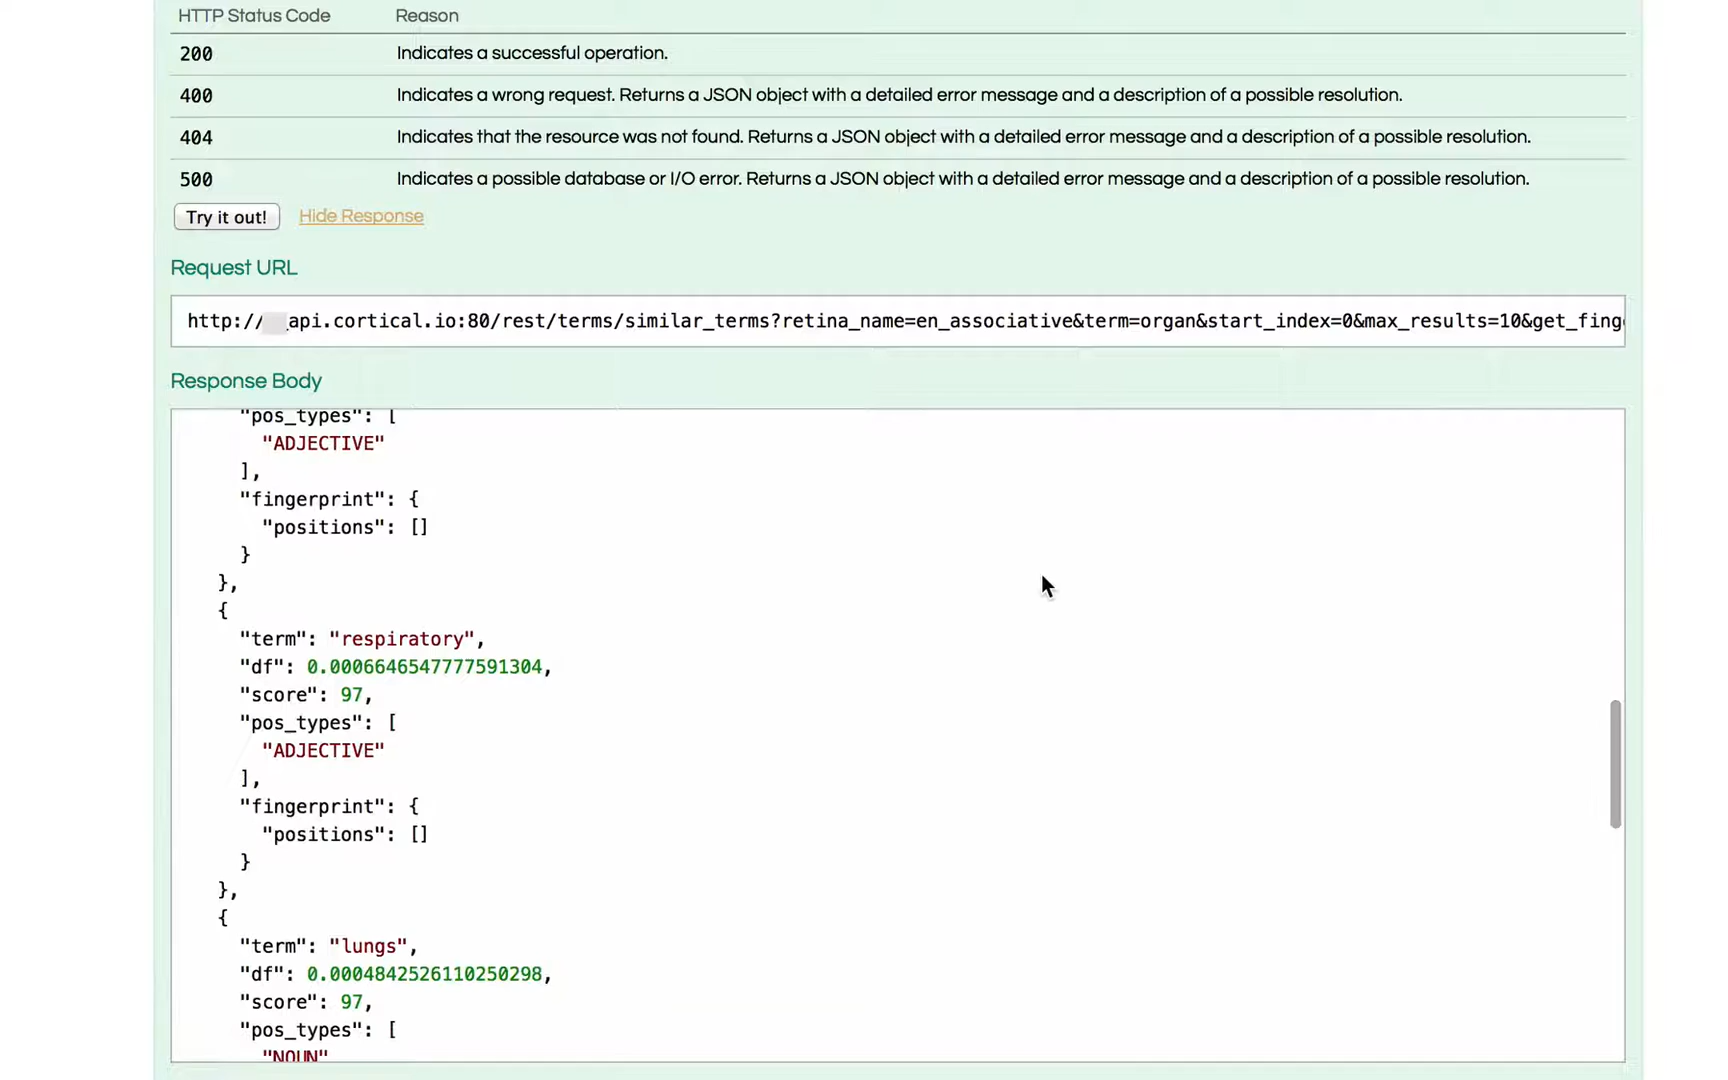 HTTP Status Code Reason
200 Indicates a successful operation.
400 Indicates a wrong request. Returns a JSON object with a detailed error message and a description of a possible resolution.
404 Indicates that the resource was not found. Returns a JSON object with a detailed error message and a description of a possible resolution.
500 Indicates a possible database or I/O error. Returns a JSON object with a detailed error message and a description of a possible resolution.
Try it out! Hide Response
Request URL
http:// _api.cortical.io:80/rest/terms/similar_terms?retina_name=en_associative&term=organ&start_index=0&max_results=10&get_fing
Response Body
"pos_types": [
"ADJECTIVE"
],
"fingerprint": {
"positions": []
}
},
{
"term": "respiratory",
"df": 0.0006646547777591304,
"score": 97,
"pos_types": [
"ADJECTIVE"
],
"fingerprint": {
"positions": []
}
},
{
"term": "lungs",
"df": 0.0004842526110250298,
"score": 97,
"pos_types": [
"NOUN"